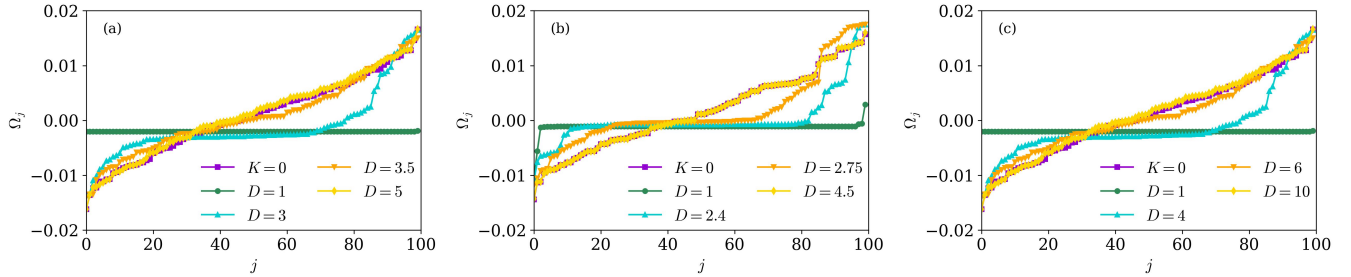 (a)
0.02
0.01
0.00
−0.01
−0.02
Ωj
K = 0
D = 1
D = 3
D = 3.5
D = 5
0 20 40 60 80 100
j
(b)
0.02
0.01
0.00
−0.01
−0.02
Ωj
K = 0
D = 1
D = 2.4
D = 2.75
D = 4.5
0 20 40 60 80 100
j
(c)
0.02
0.01
0.00
−0.01
−0.02
Ωj
K = 0
D = 1
D = 4
D = 6
D = 10
0 20 40 60 80 100
j